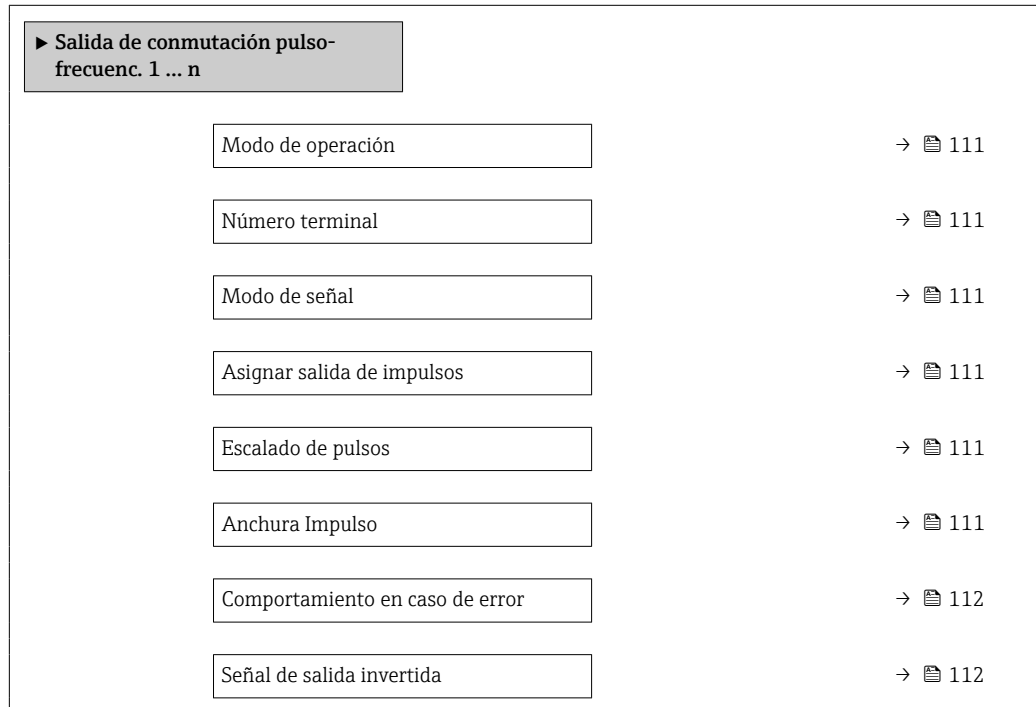 ▶ Salida de conmutación pulso-
frecuenc. 1 … n
Modo de operación → 111
Número terminal → 111
Modo de señal → 111
Asignar salida de impulsos → 111
Escalado de pulsos → 111
Anchura Impulso → 111
Comportamiento en caso de error → 112
Señal de salida invertida → 112